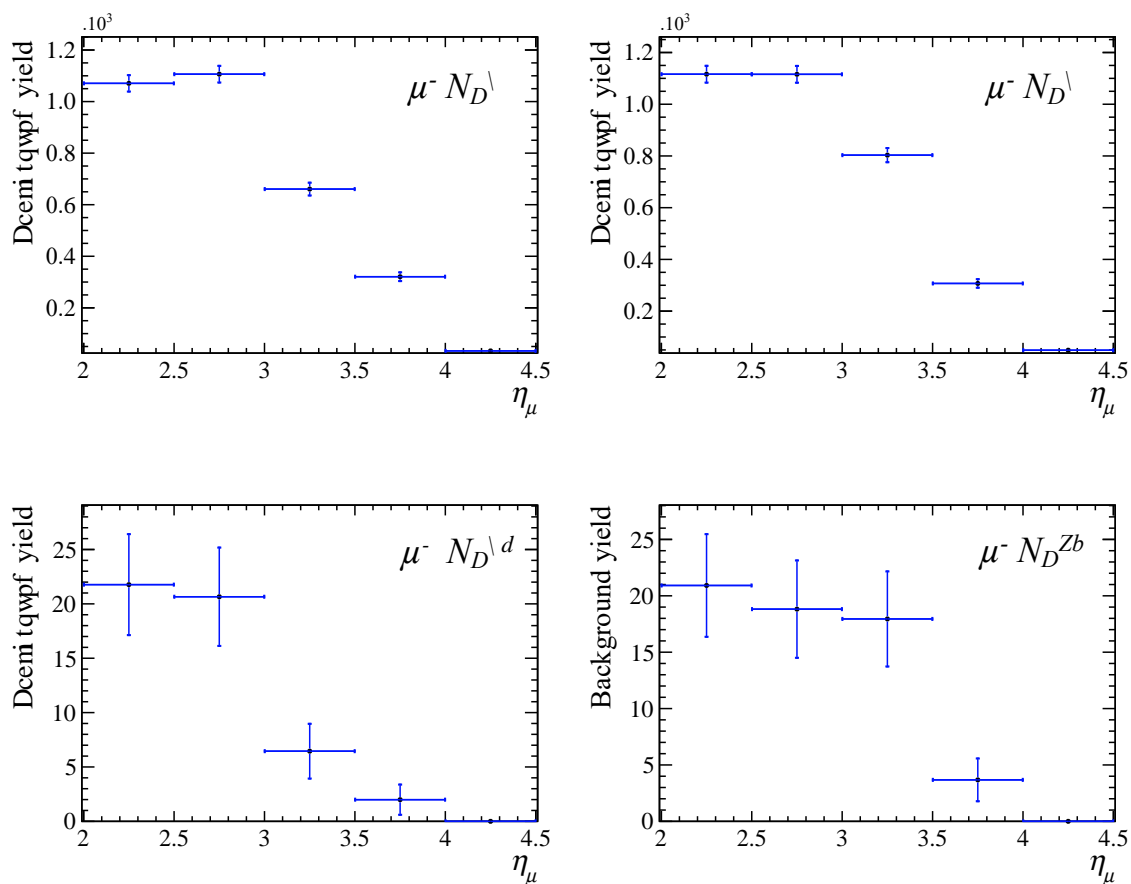 .10³
1.2
1.0
0.8
0.6
0.4
0.2
Dcemi tqwpf yield
μ⁻ N_D^\
2 2.5 3 3.5 4 4.5
η_μ
.10³
1.2
1.0
0.8
0.6
0.4
0.2
Dcemi tqwpf yield
μ⁻ N_D^\
2 2.5 3 3.5 4 4.5
η_μ
25
20
15
10
5
0
Dcemi tqwpf yield
μ⁻ N_D^\ d
2 2.5 3 3.5 4 4.5
η_μ
25
20
15
10
5
0
Background yield
μ⁻ N_D^Zb
2 2.5 3 3.5 4 4.5
η_μ